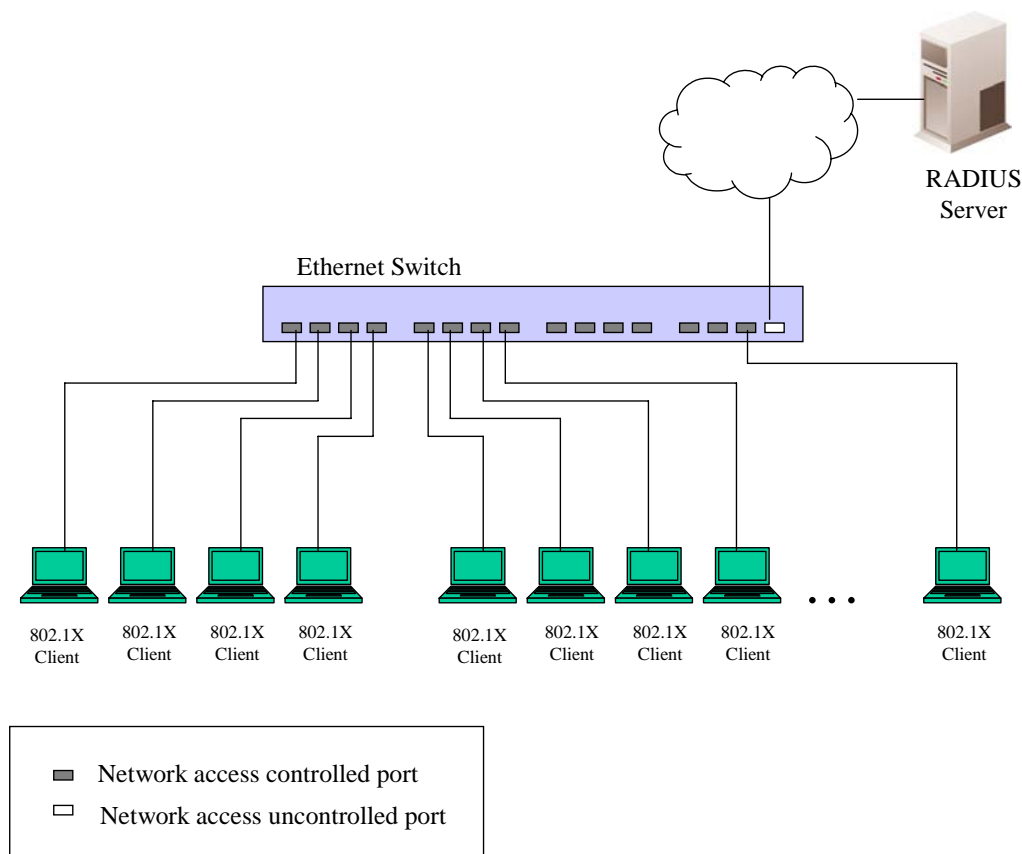 RADIUS
Server
Ethernet Switch
802.1X
Client
802.1X
Client
802.1X
Client
802.1X
Client
802.1X
Client
802.1X
Client
802.1X
Client
802.1X
Client
• • •
802.1X
Client
Network access controlled port
Network access uncontrolled port